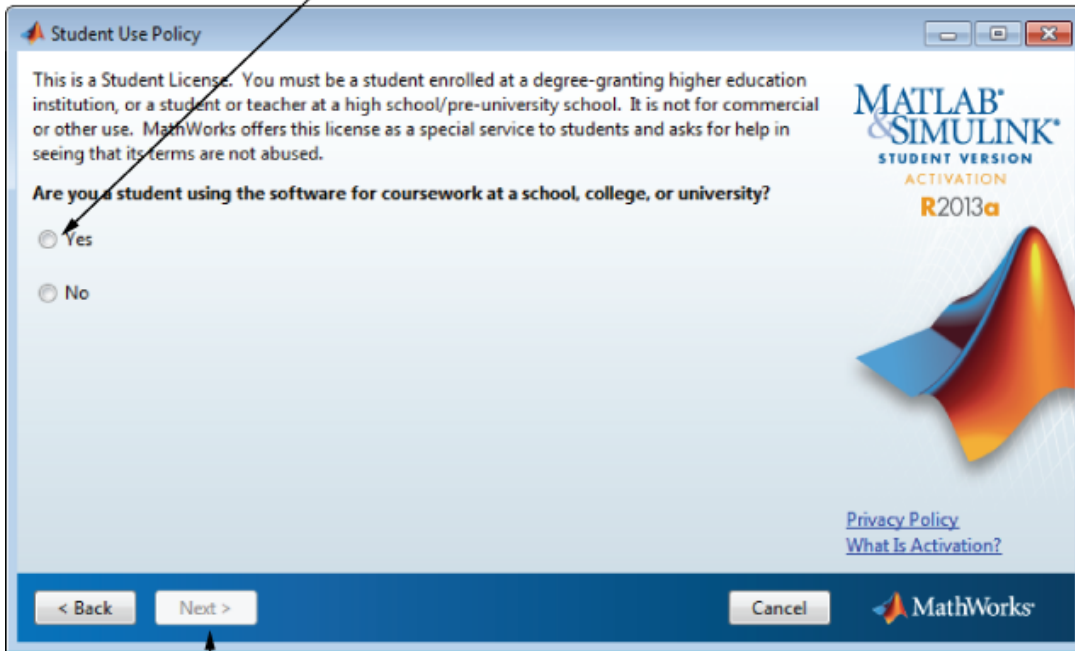 Student Use Policy
This is a Student License. You must be a student enrolled at a degree-granting higher education
institution, or a student or teacher at a high school/pre-university school. It is not for commercial
or other use. MathWorks offers this license as a special service to students and asks for help in
seeing that its terms are not abused.
Are you a student using the software for coursework at a school, college, or university?
Yes
No
MATLAB®
&SIMULINK®
STUDENT VERSION
ACTIVATION
R2013a
Privacy Policy
What Is Activation?
< Back
Next >
Cancel
MathWorks®